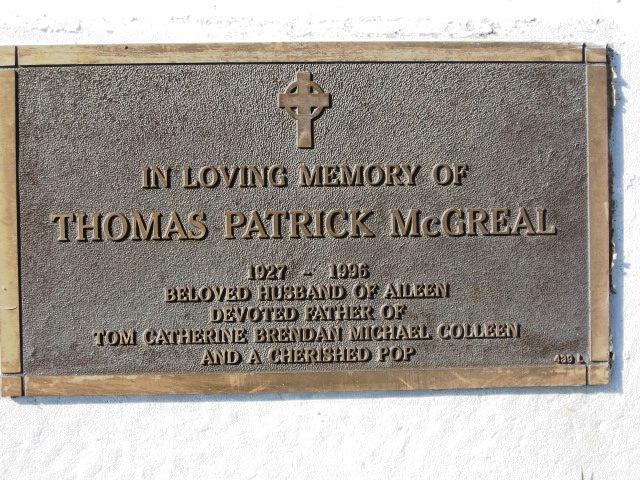 IN LOVING MEMORY OF
THOMAS PATRICK McGREAL
1927 - 1996
BELOVED HUSBAND OF AILEEN
DEVOTED FATHER OF
TOM CATHERINE BRENDAN MICHAEL COLLEEN
AND A CHERISHED POP